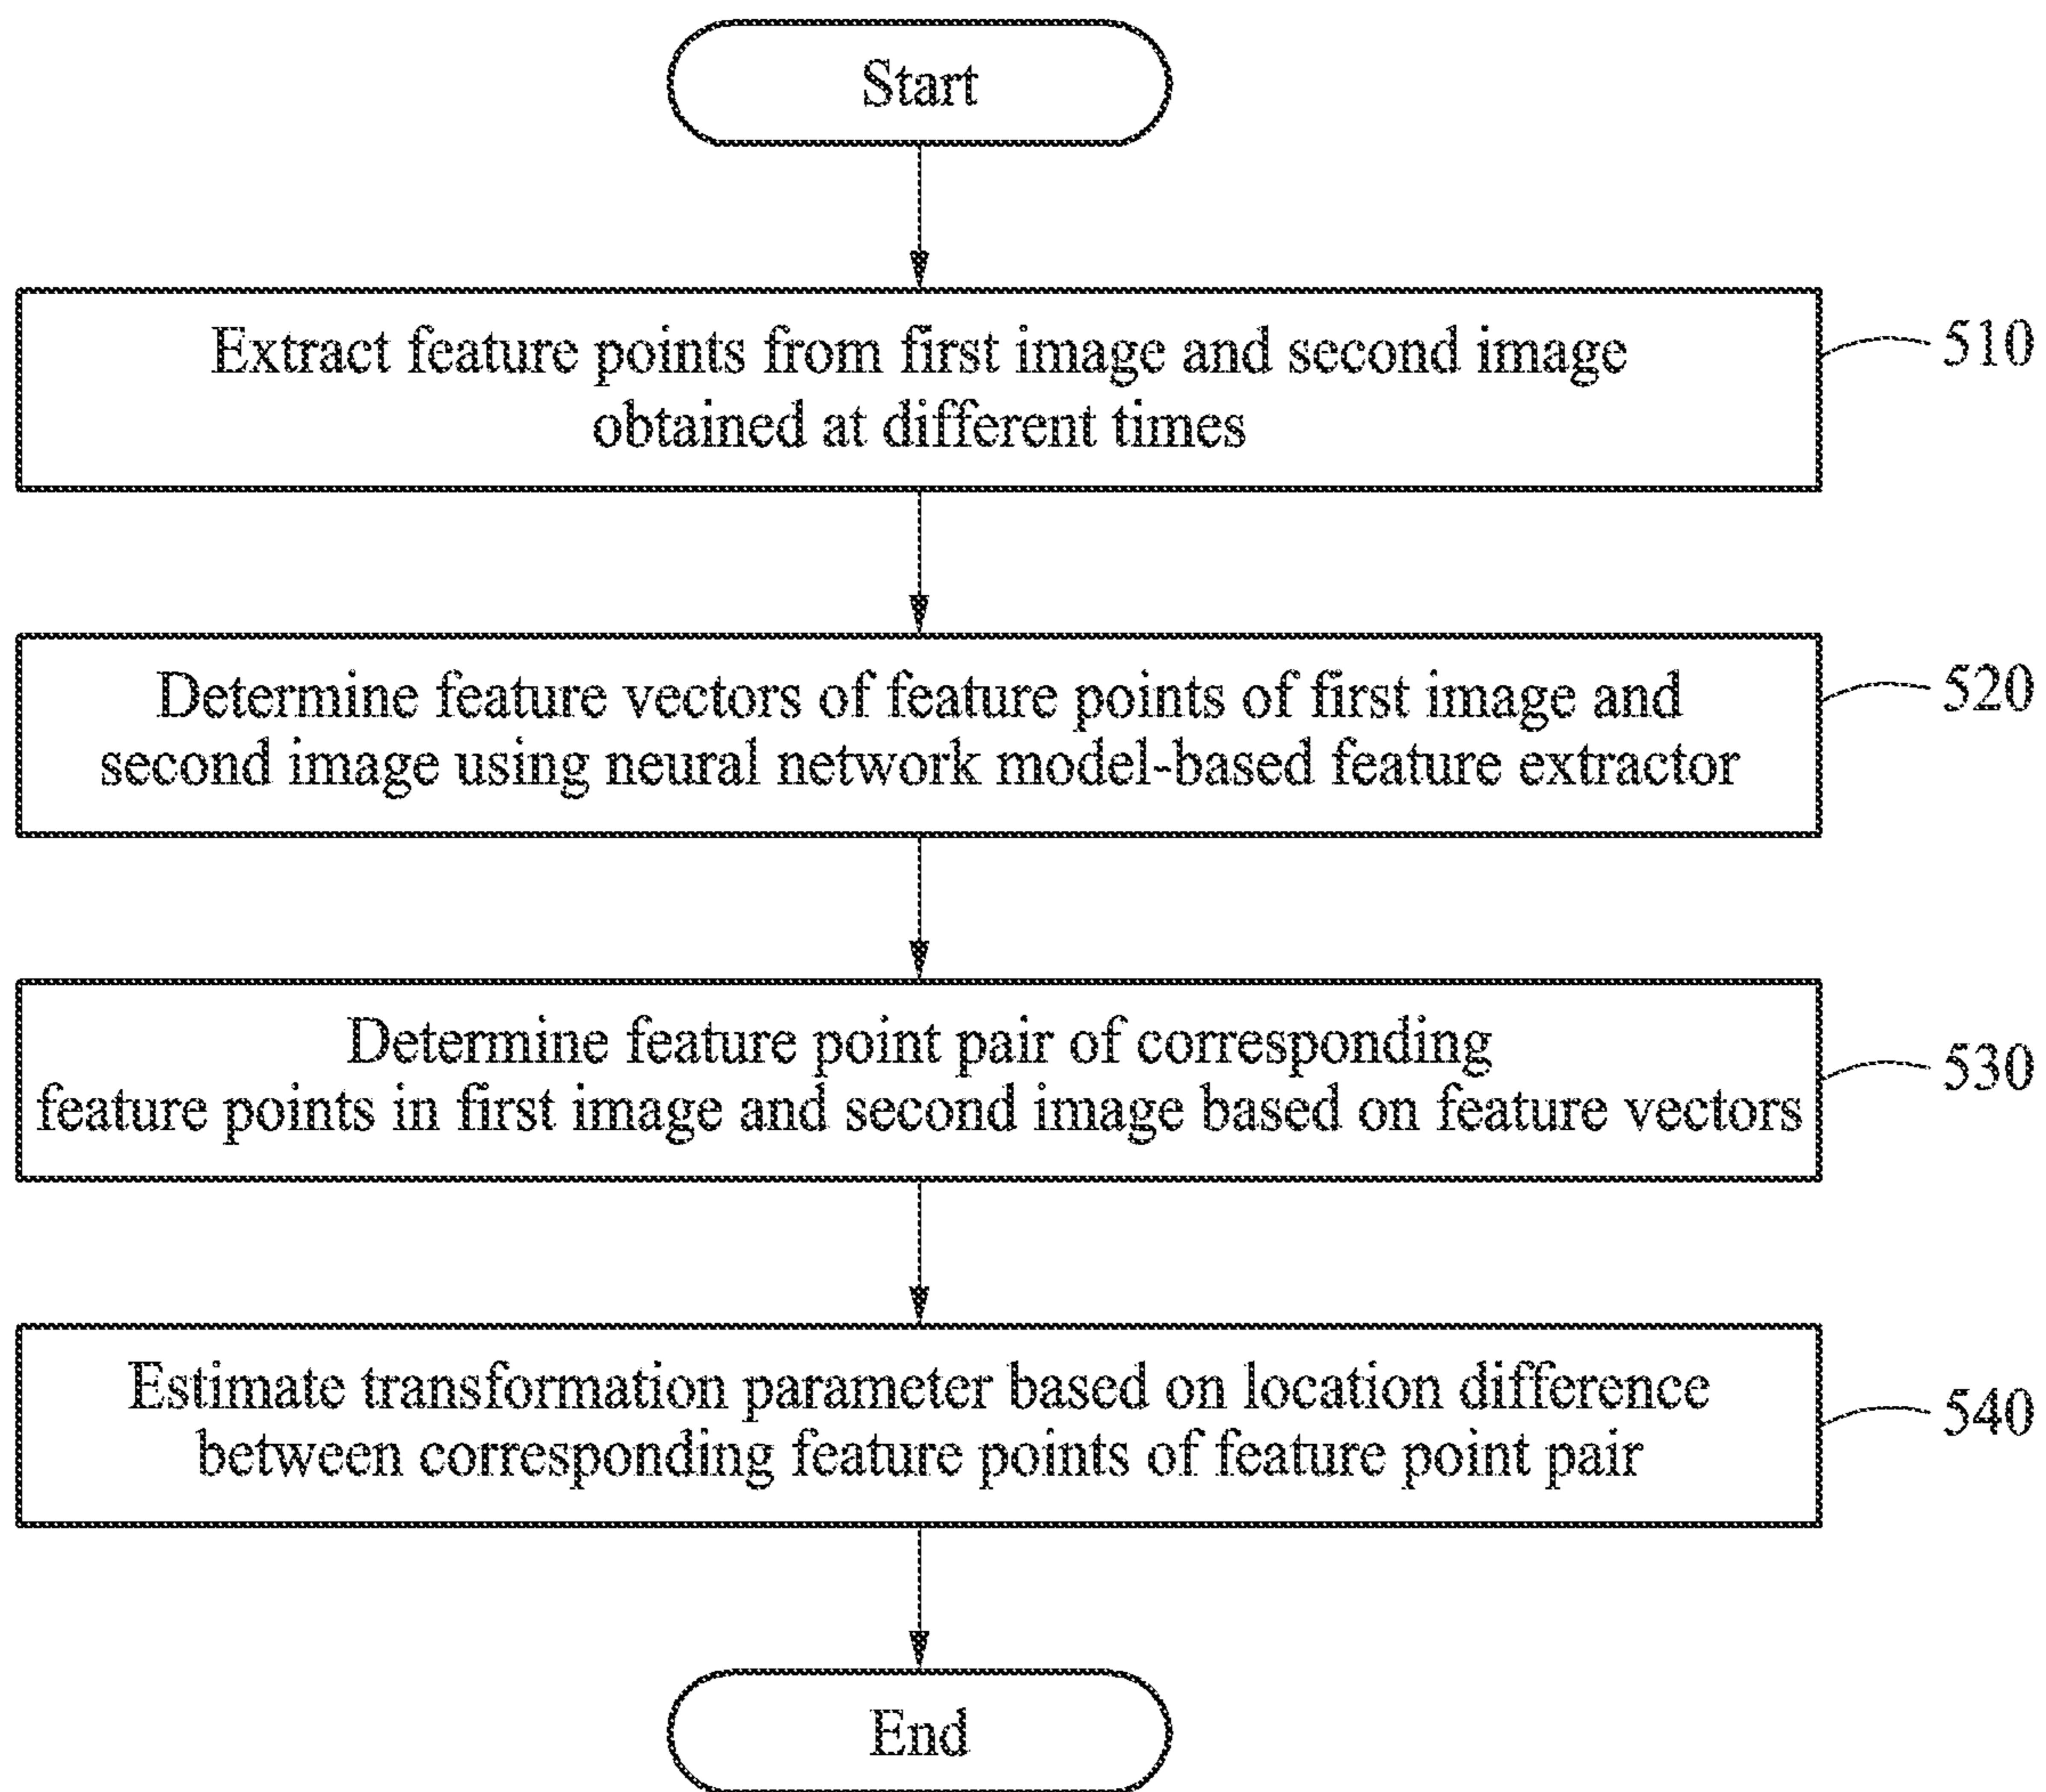 Start
Extract feature points from first image and second image
obtained at different times
510
Determine feature vectors of feature points of first image and
second image using neural network model-based feature extractor
520
Determine feature point pair of corresponding
feature points in first image and second image based on feature vectors
530
Estimate transformation parameter based on location difference
between corresponding feature points of feature point pair
540
End